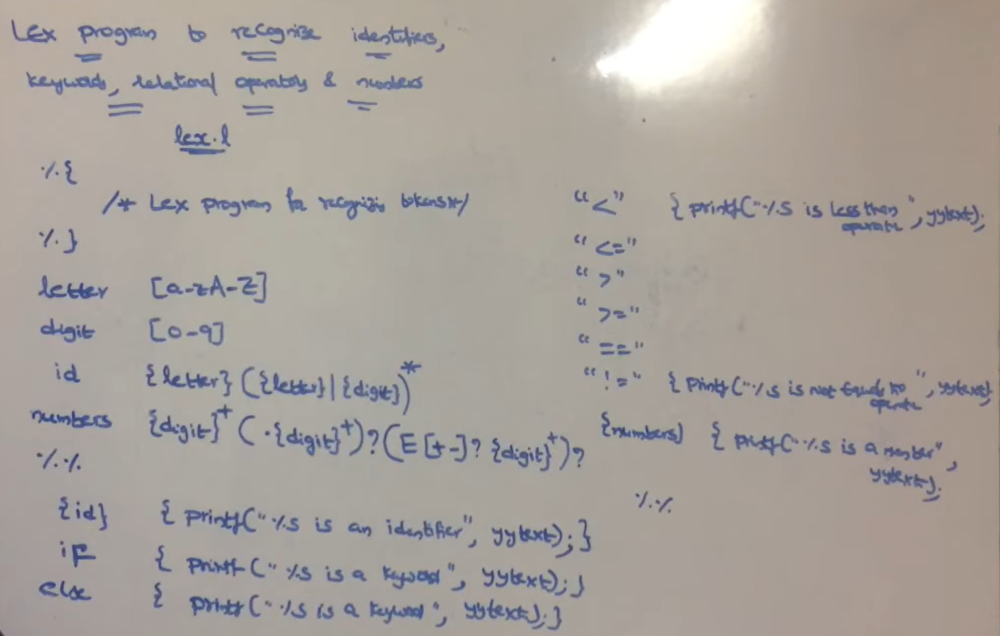 Lex program to recognise identifiers,
keywords, relational operators & numbers
lex.l
%{
/* Lex program for recognizing tokens */
%}
letter [a-zA-Z]
digit [0-9]
id {letter}({letter}|{digit})*
numbers {digit}+(.{digit}+)?(E[+-]?{digit}+)?
%%
{id} { printf("%s is an identifier", yytext);}
if { printf("%s is a keyword", yytext);}
else { printf("%s is a keyword", yytext);}
"<" { printf("%s is less than operator", yytext);
"<="
">"
">="
"=="
"!=" { printf("%s is not equal to operator", yytext)
{numbers} { printf("%s is a number", yytext);
%%